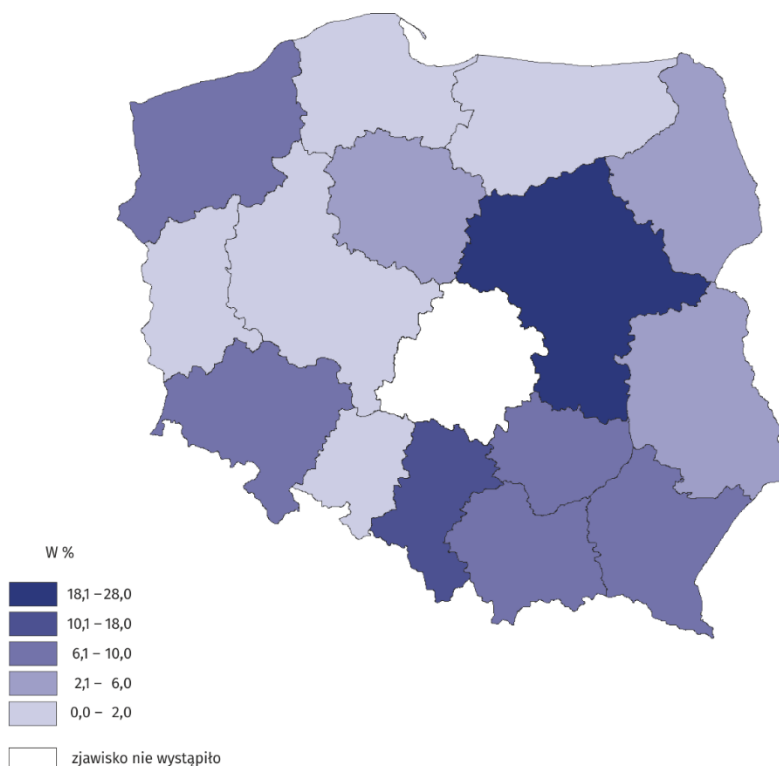 W %
18,1 – 28,0
10,1 – 18,0
6,1 – 10,0
2,1 – 6,0
0,0 – 2,0
zjawisko nie wystąpiło